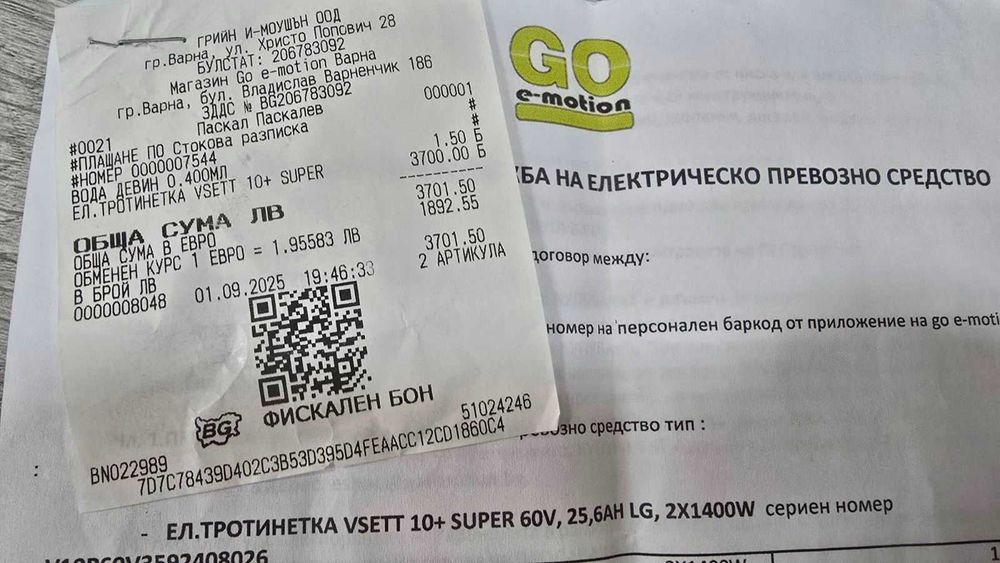 ГРИЙН И-МОУШЪН ООД
гр.Варна, ул. Христо Попович 28
БУЛСТАТ: 206783092
Магазин Go e-motion Варна
гр.Варна, бул. Владислав Варненчик 186
ЗДДС № BG206783092
Паскал Паскалев 000001
#0021 #
#ПЛАЩАНЕ ПО Стокова разписка #
#НОМЕР 0000007544 #
ВОДА ДЕВИН 0.400МЛ 1.50 Б
ЕЛ.ТРОТИНЕТКА VSETT 10+ SUPER 3700.00 Б
ОБЩА СУМА ЛВ 3701.50
ОБЩА СУМА В ЕВРО 1892.55
ОБМЕНЕН КУРС 1 ЕВРО = 1.95583 ЛВ
В БРОЙ ЛВ 3701.50
0000008048 01.09.2025 19:46:33 2 АРТИКУЛА
BG
ФИСКАЛЕН БОН
BN022989 51024246
7D7C78439D402C3B53D395D4FEAACC12CD1860C4
GO
e-motion
НА ЕЛЕКТРИЧЕСКО ПРЕВОЗНО СРЕДСТВО
договор между:
номер на персонален баркод от приложение на go e-moti
средство тип :
:
- ЕЛ.ТРОТИНЕТКА VSETT 10+ SUPER 60V, 25,6AH LG, 2X1400W сериен номер